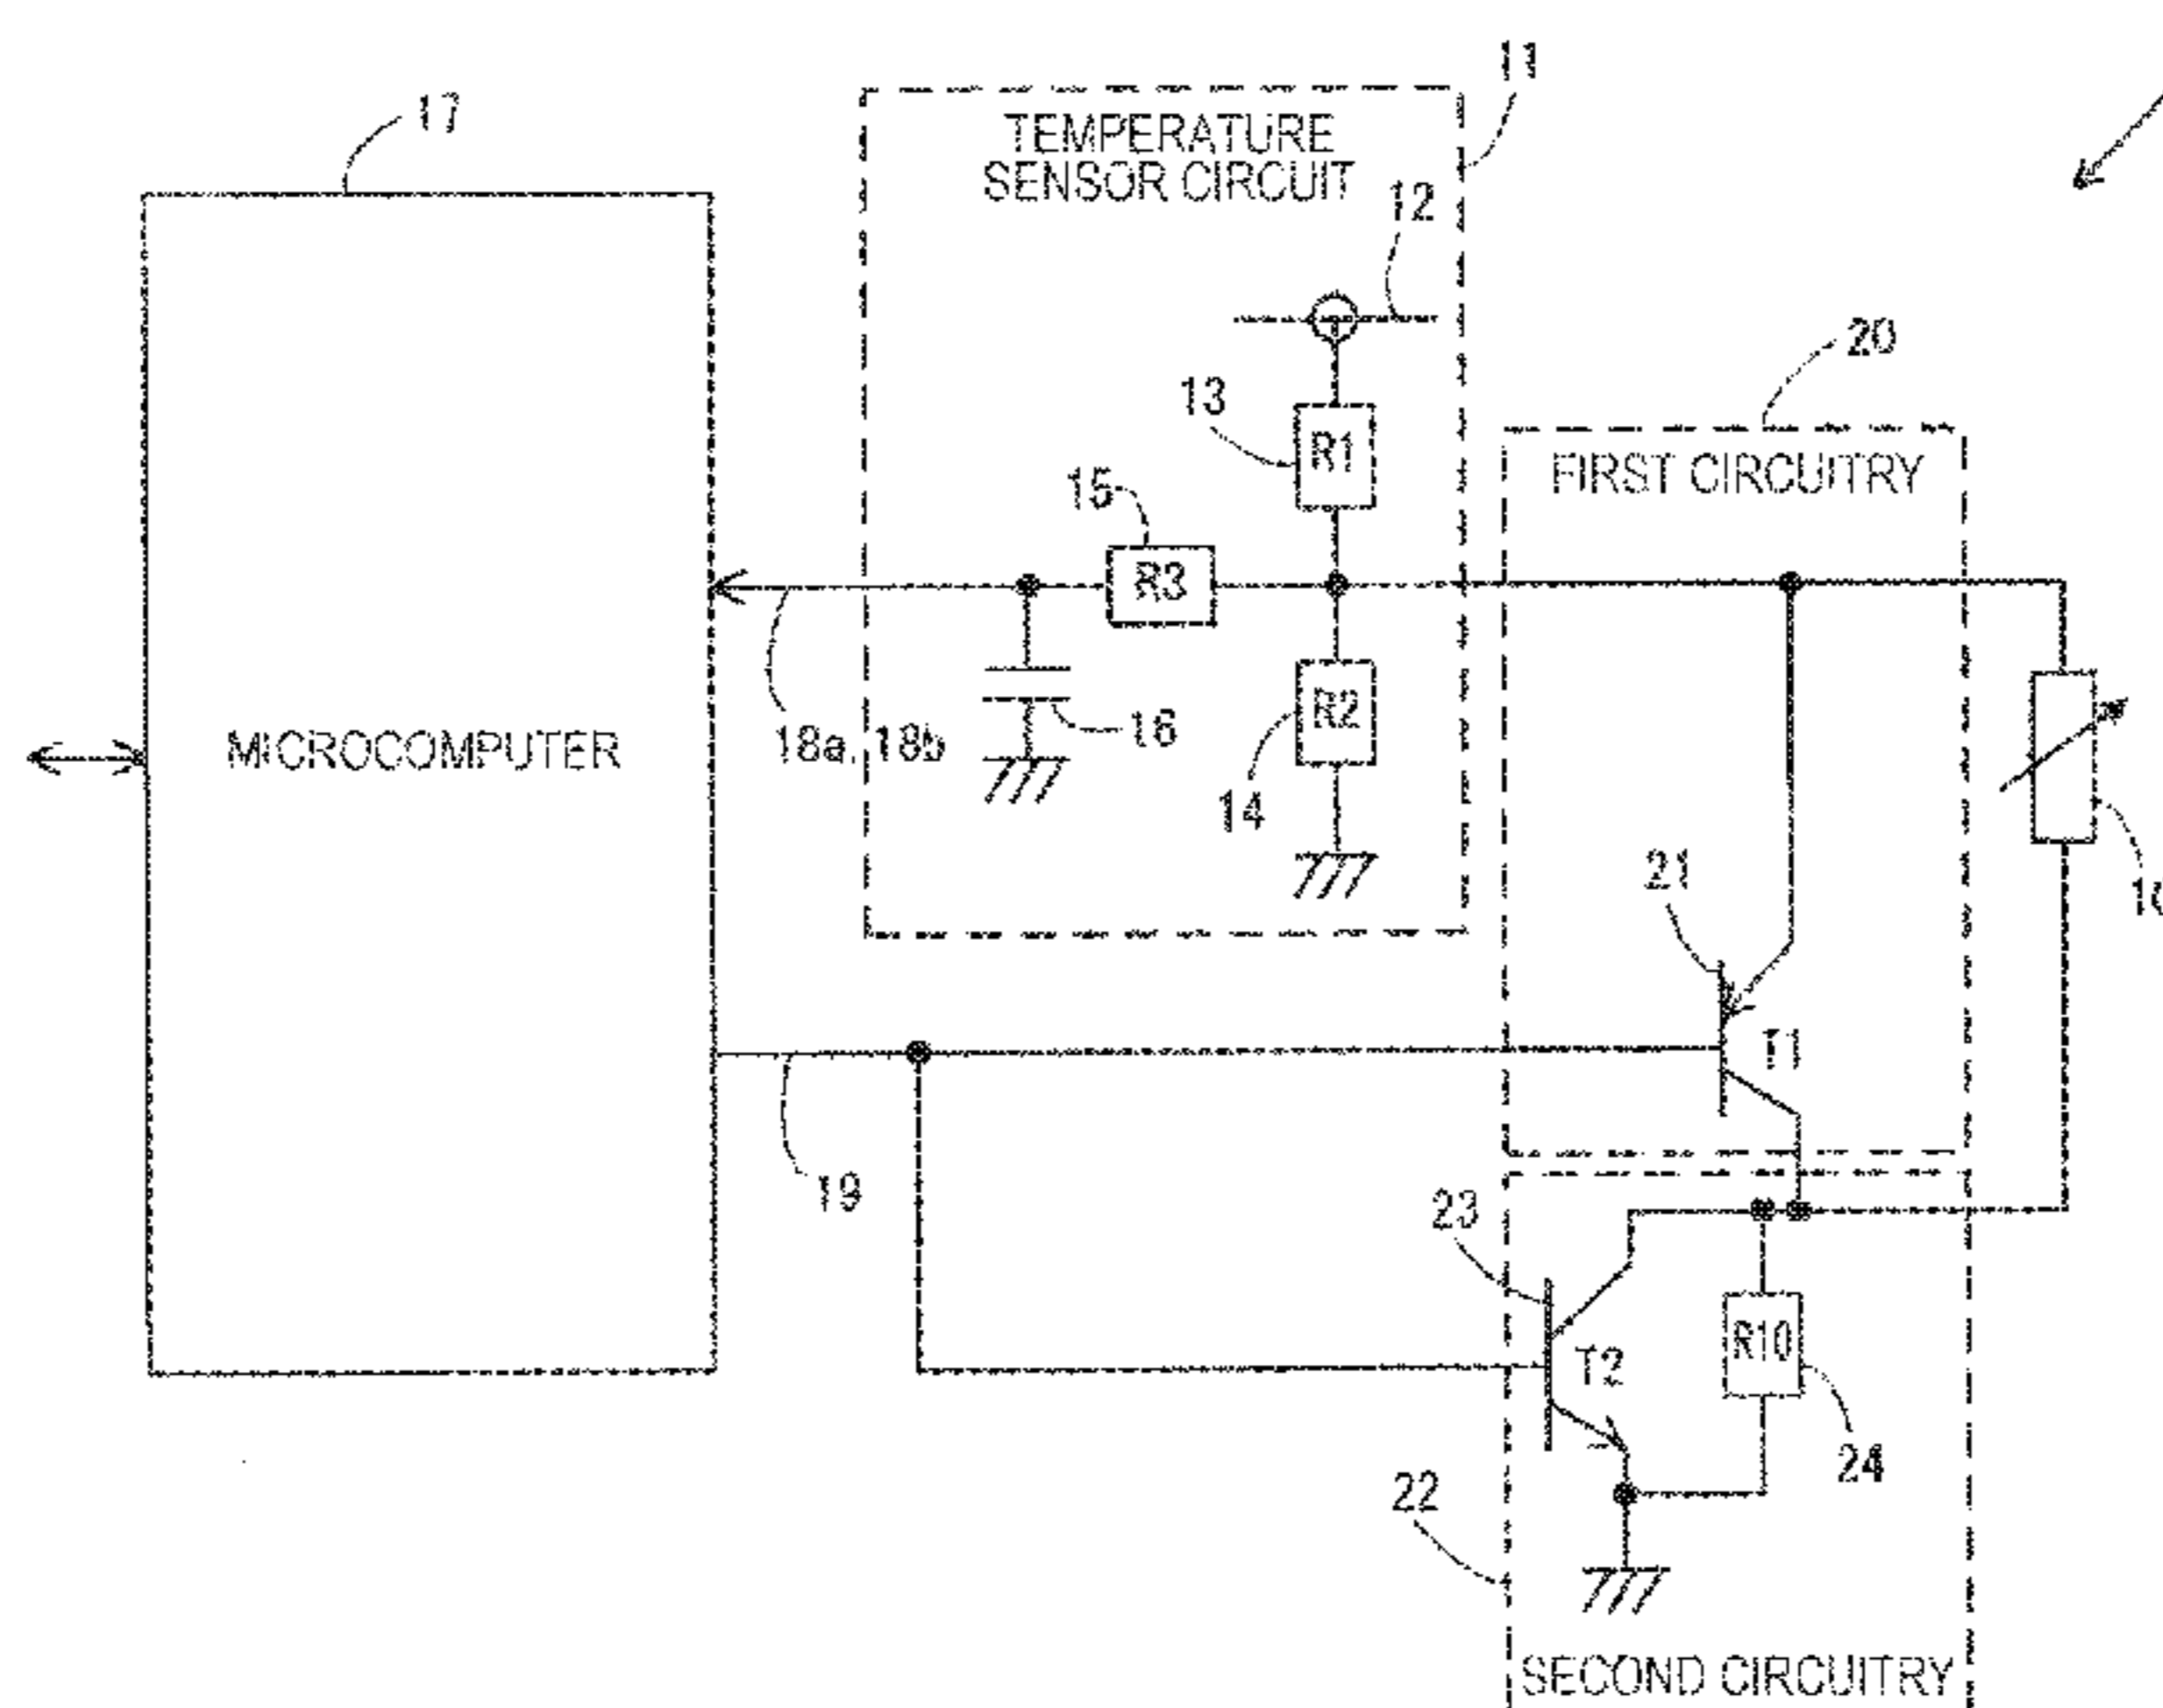 11
17
TEMPERATURE
SENSOR CIRCUIT
12
20
13
R1
FIRST CIRCUITRY
15
R3
R2
16
MICROCOMPUTER
18a, 18b
14
21
10
T1
19
23
T2
R10
24
22
SECOND CIRCUITRY